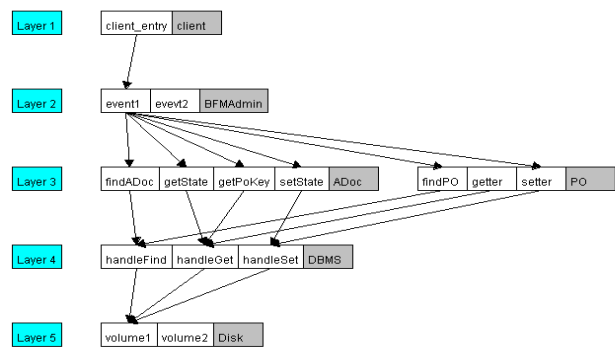 Layer 1 client_entry client
Layer 2 event1 evevt2 BFMAdmin
Layer 3 findADoc getState getPoKey setState ADoc findPO getter setter PO
Layer 4 handleFind handleGet handleSet DBMS
Layer 5 volume1 volume2 Disk